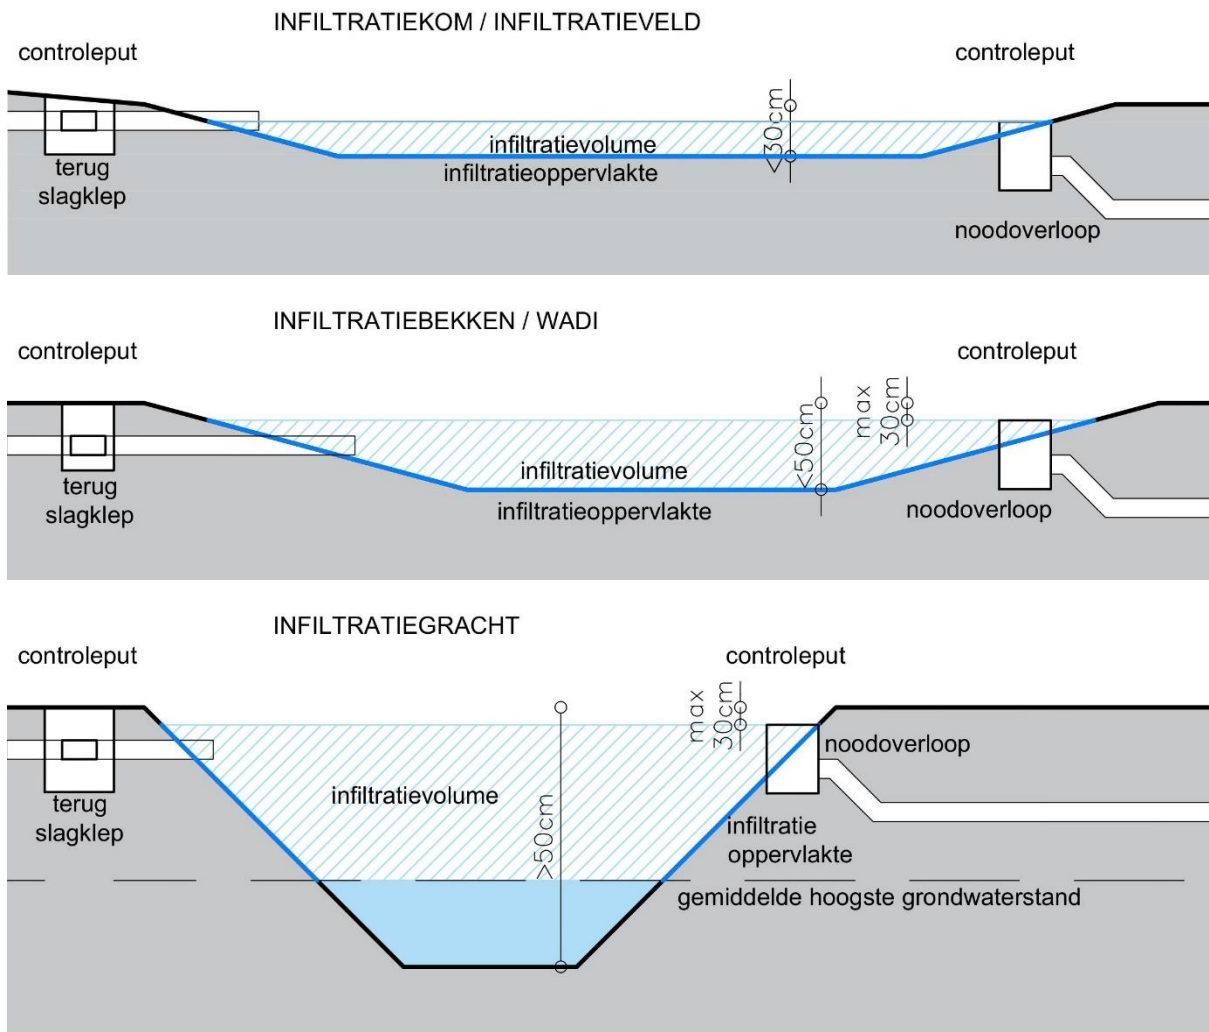 INFILTRATIEKOM / INFILTRATIEVELD
controleput
controleput
infiltratievolume
<30cm
infiltratieoppervlakte
terug
slagklep
noodoverloop
INFILTRATIEBEKKEN / WADI
controleput
controleput
max
30cm
<50cm
infiltratievolume
infiltratieoppervlakte
terug
slagklep
noodoverloop
INFILTRATIEGRACHT
controleput
controleput
max
30cm
noodoverloop
terug
slagklep
infiltratievolume
>50cm
infiltratie
oppervlakte
gemiddelde hoogste grondwaterstand